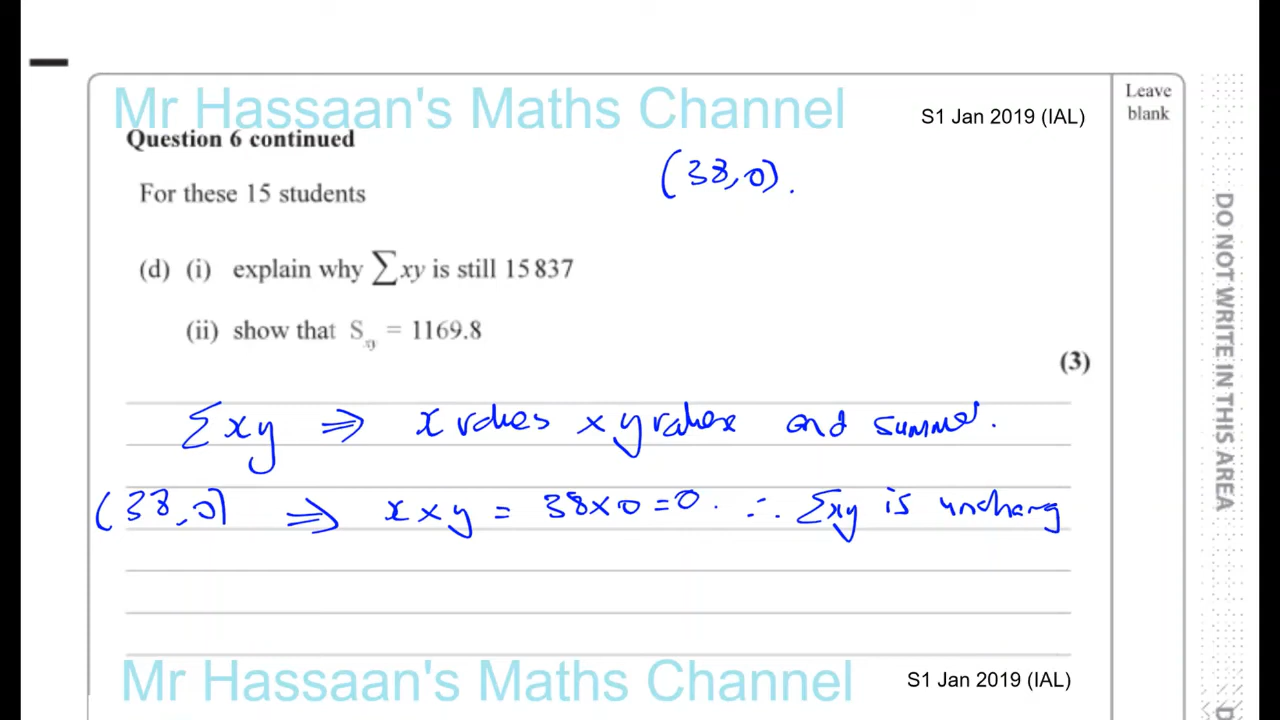 Mr Hassaan's Maths Channel
S1 Jan 2019 (IAL)
Leave
blank
Question 6 continued
(38,0).
For these 15 students
(d) (i) explain why ∑xy is still 15837
(ii) show that S_xy = 1169.8
(3)
∑xy ⇒ x values × y values and summed.
(38,0) ⇒ x × y = 38×0 = 0. ∴ ∑xy is unchang
Mr Hassaan's Maths Channel
S1 Jan 2019 (IAL)
DO NOT WRITE IN THIS AREA
D